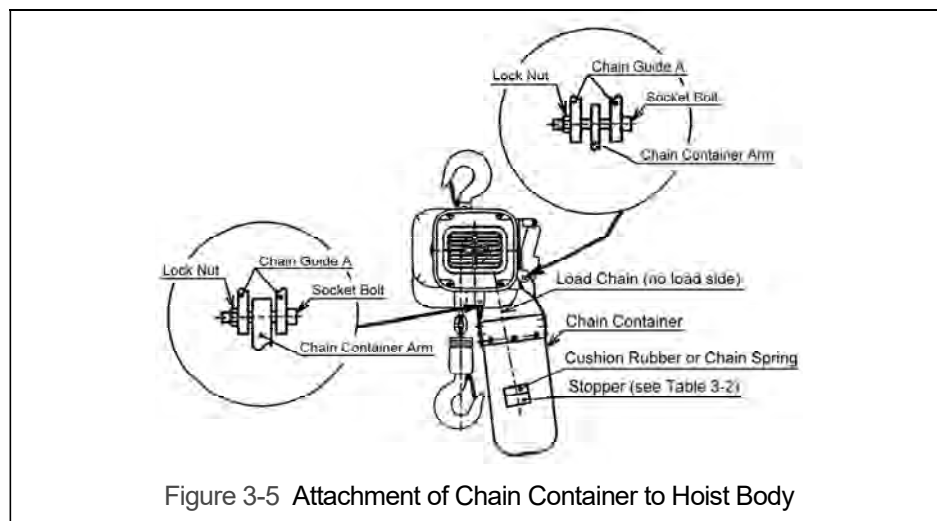 Chain Guide A
Lock Nut
Socket Bolt
Chain Container Arm
Chain Guide A
Lock Nut
Socket Bolt
Chain Container Arm
Load Chain (no load side)
Chain Container
Cushion Rubber or Chain Spring
Stopper (see Table 3-2)
Figure 3-5 Attachment of Chain Container to Hoist Body